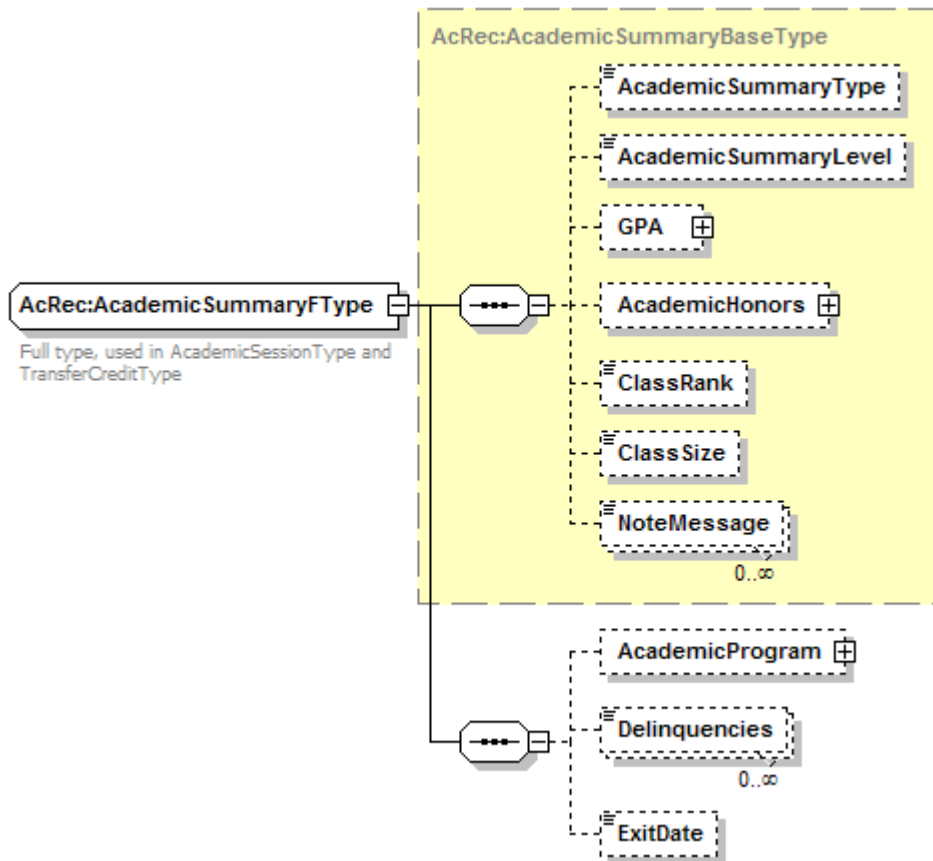 AcRec:AcademicSummaryBaseType
AcademicSummaryType
AcademicSummaryLevel
GPA
AcRec:AcademicSummaryFType
Full type, used in AcademicSessionType and
TransferCreditType
AcademicHonors
ClassRank
ClassSize
NoteMessage
0..∞
AcademicProgram
Delinquencies
0..∞
ExitDate